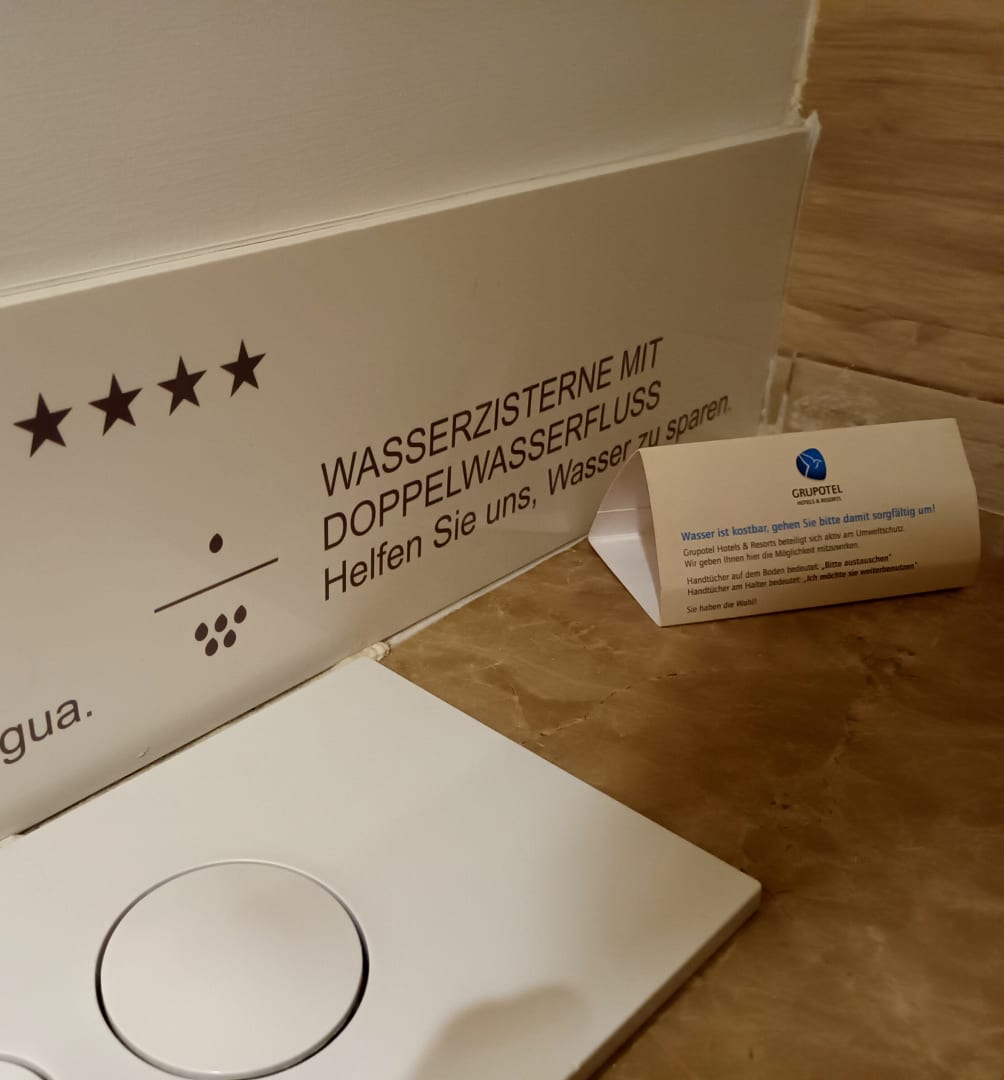 WASSERZISTERNE MIT
DOPPELWASSERFLUSS
Helfen Sie uns, Wasser zu sparen.
gua.
GRUPOTEL
HOTELS & RESORTS
Wasser ist kostbar, gehen Sie bitte damit sorgfältig um!
Grupotel Hotels & Resorts beteiligt sich aktiv am Umweltschutz.
Wir geben Ihnen hier die Möglichkeit mitzuwirken.
Handtücher auf dem Boden bedeutet: „Bitte austauschen"
Handtücher am Halter bedeutet: „Ich möchte sie weiterbenutzen"
Sie haben die Wahl!